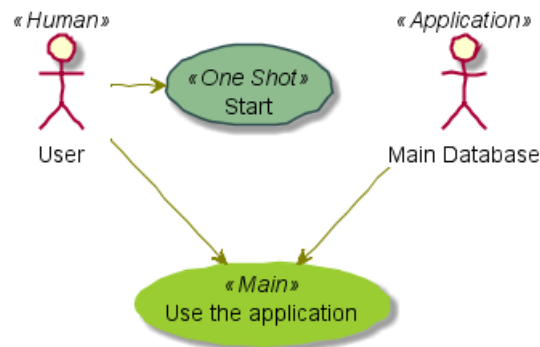 «Human»
User
«One Shot»
Start
«Application»
Main Database
«Main»
Use the application